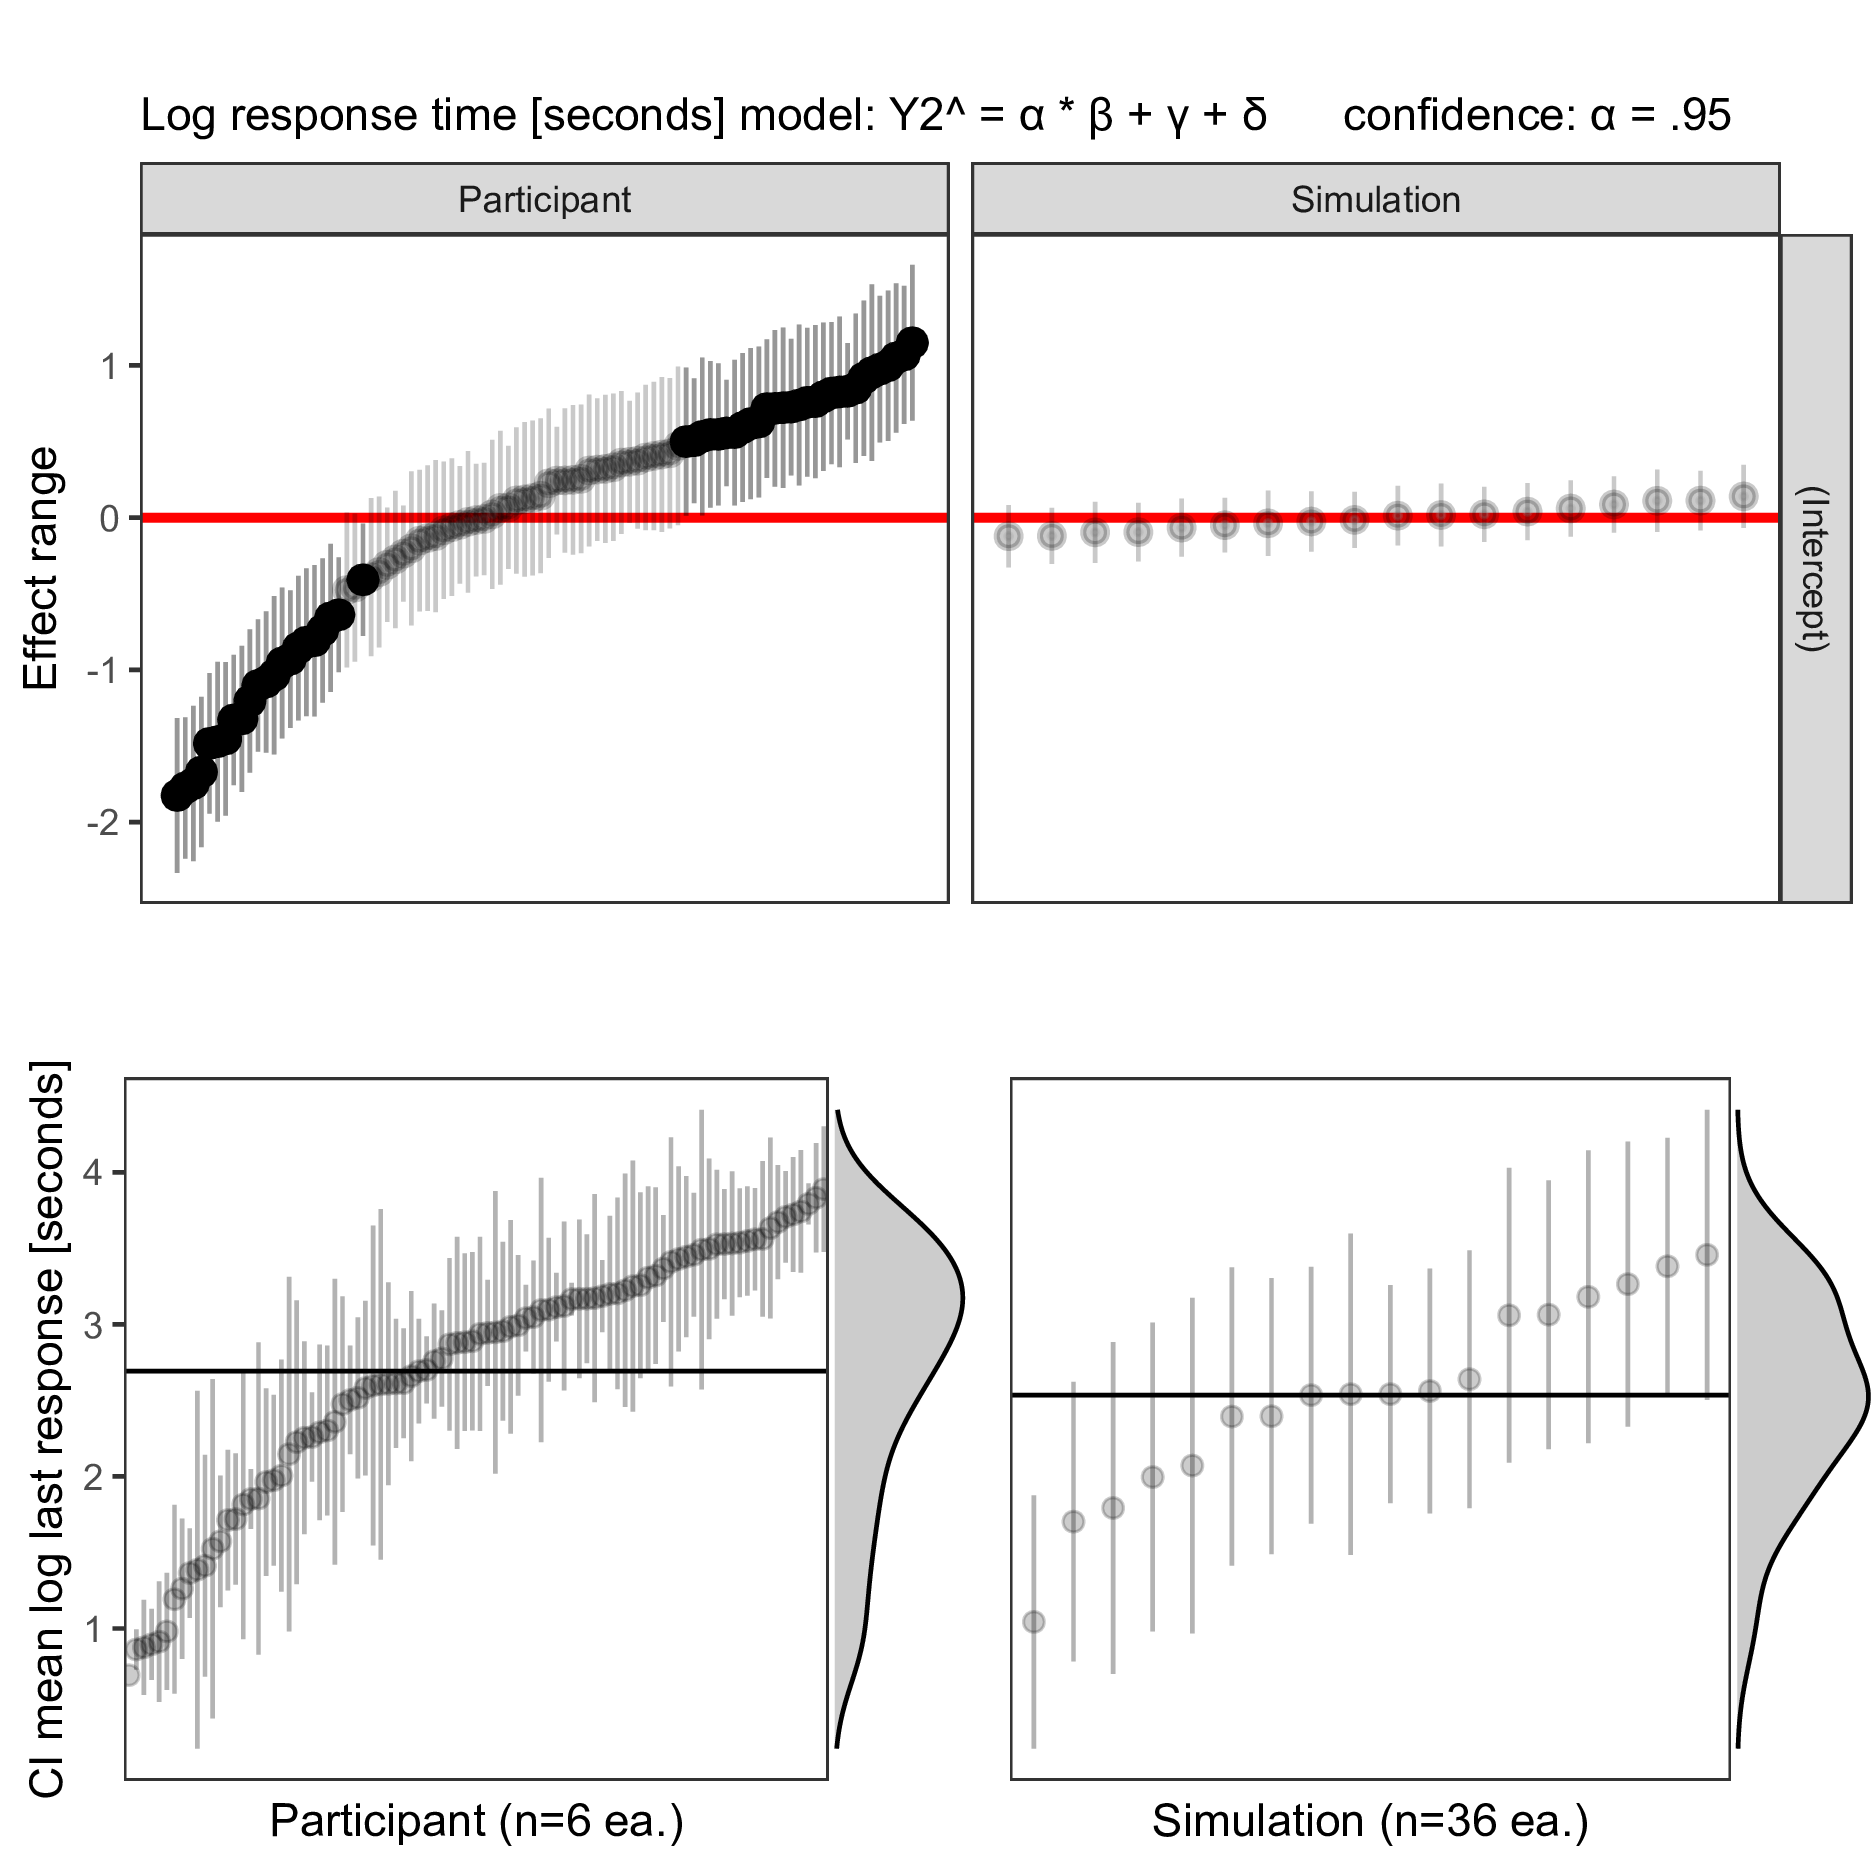 Log response time [seconds] model: Y2^ = α * β + γ + δ confidence: α = .95
Participant
Simulation
Effect range
1
0
-1
-2
(Intercept)
CI mean log last response [seconds]
4
3
2
1
Participant (n=6 ea.)
Simulation (n=36 ea.)